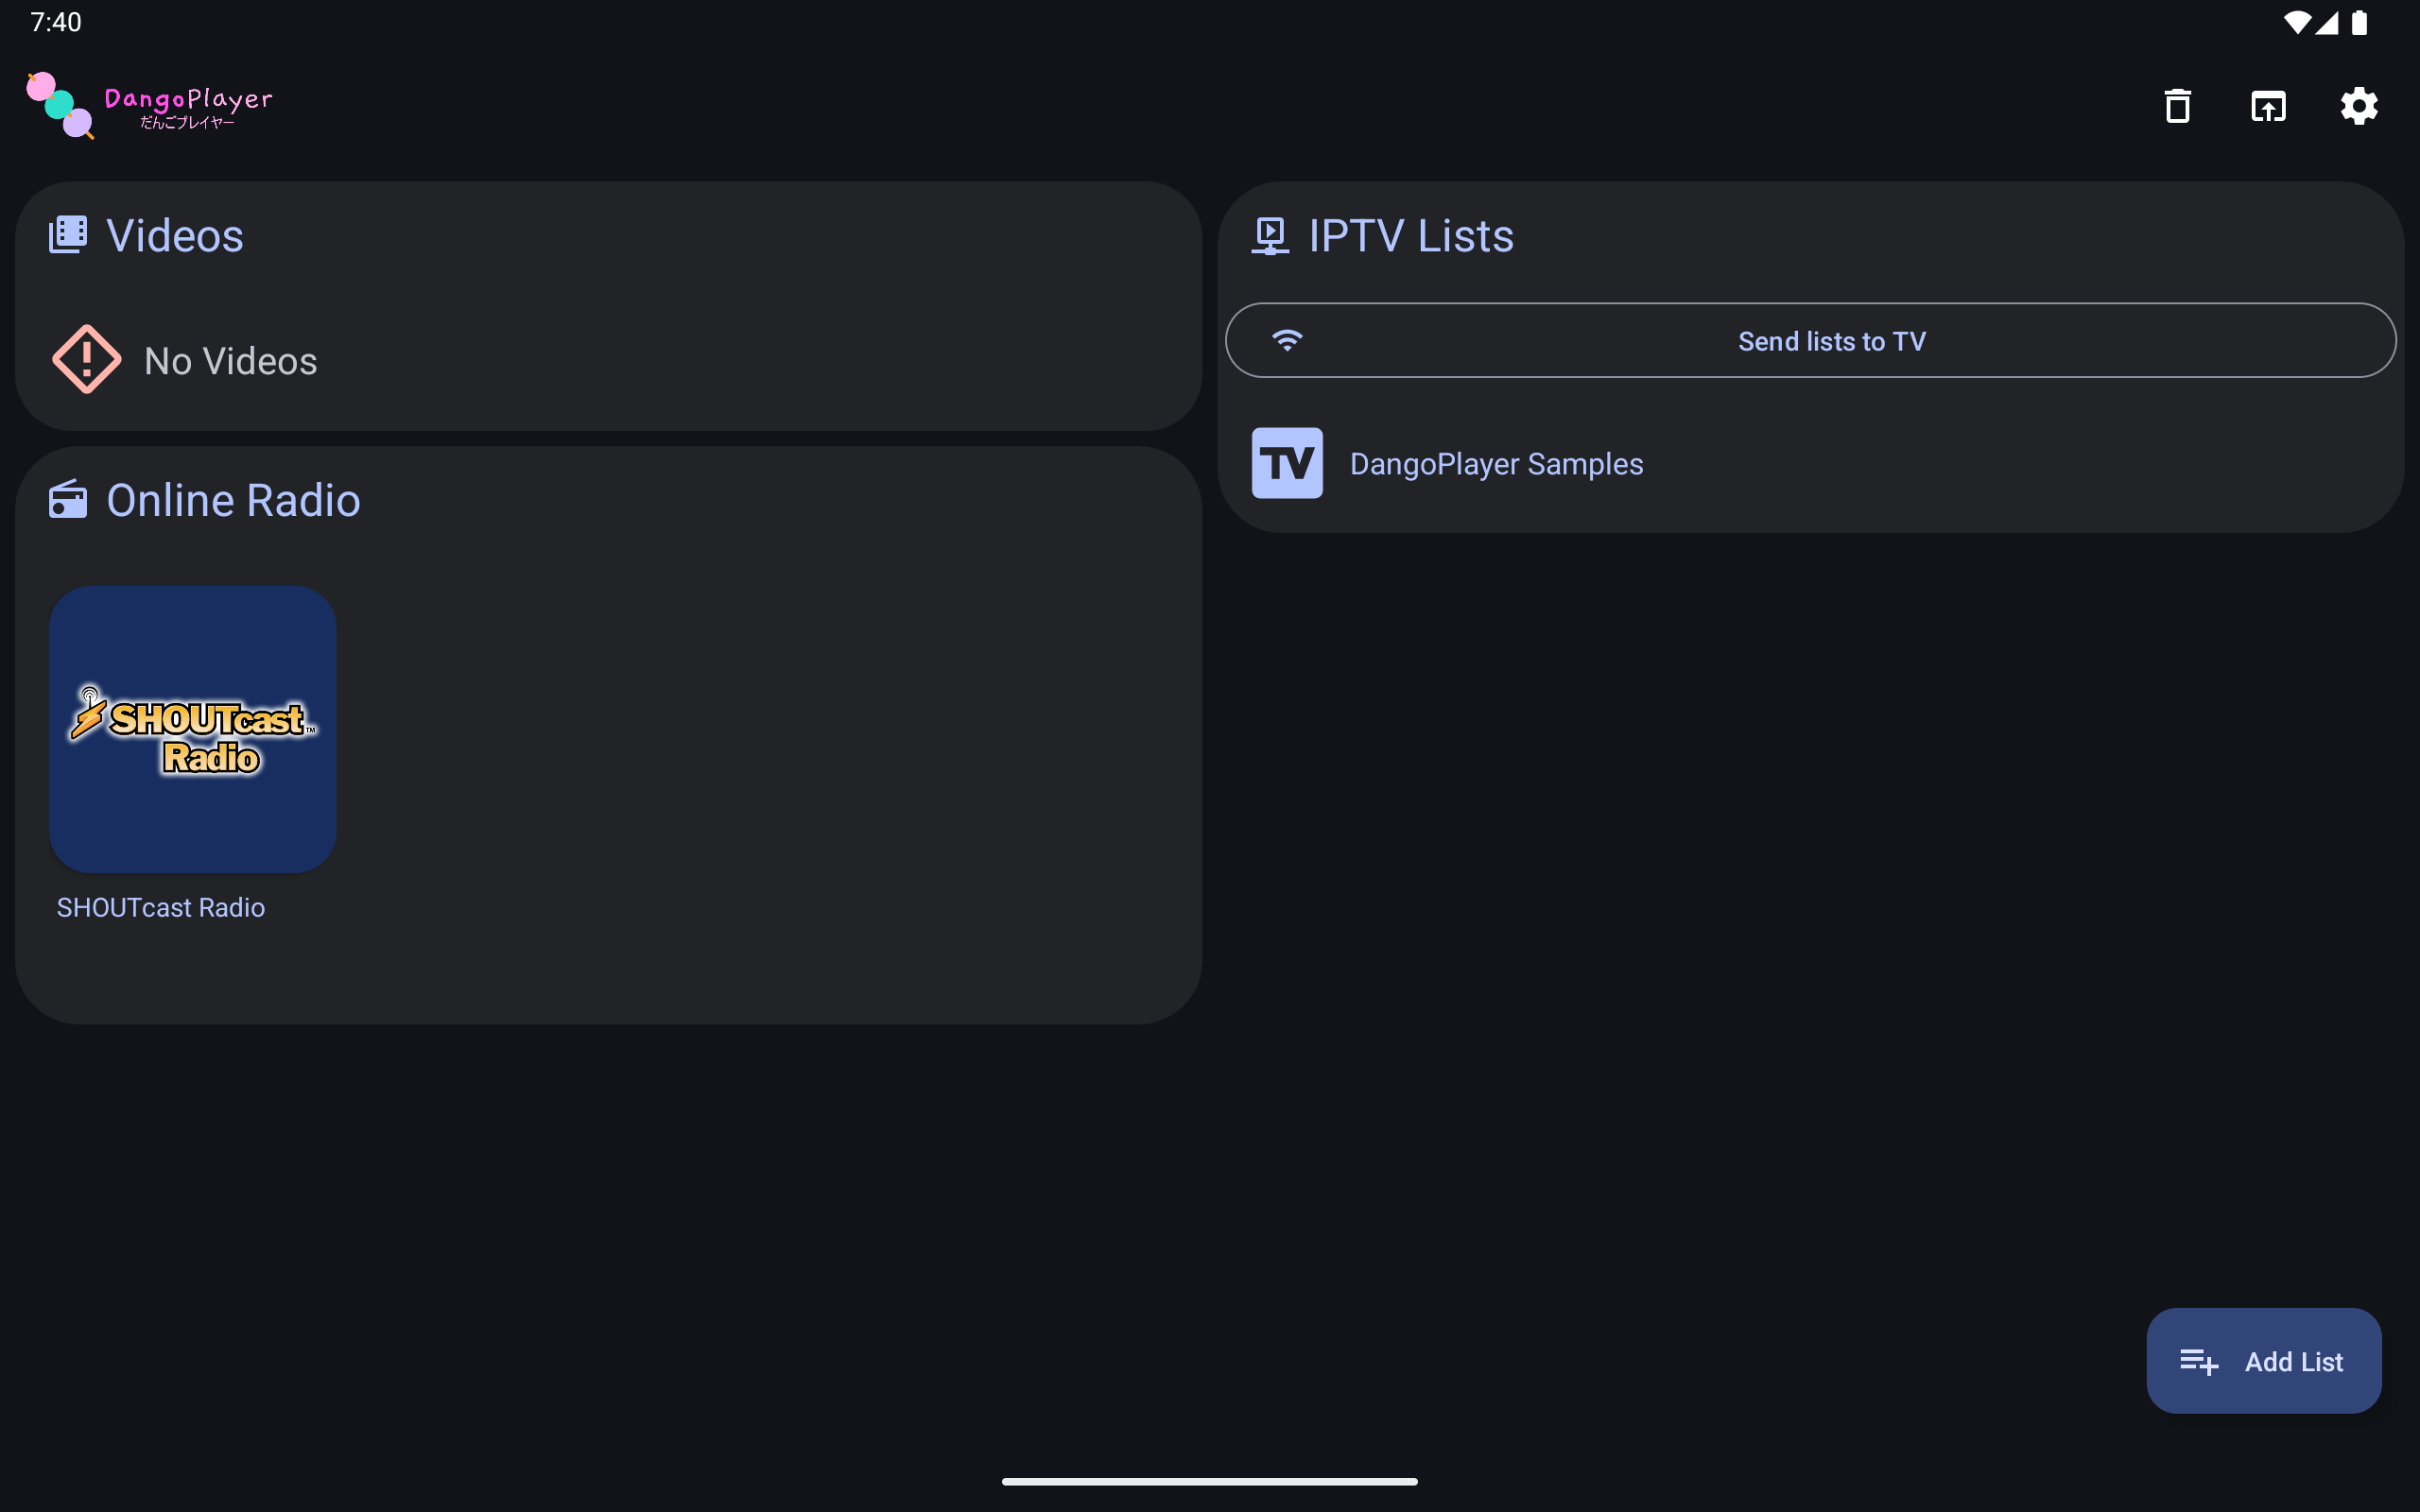 7:40
DangoPlayer
だんごプレイヤー
Videos
No Videos
Online Radio
SHOUTcast™
Radio
SHOUTcast Radio
IPTV Lists
Send lists to TV
TV
DangoPlayer Samples
Add List